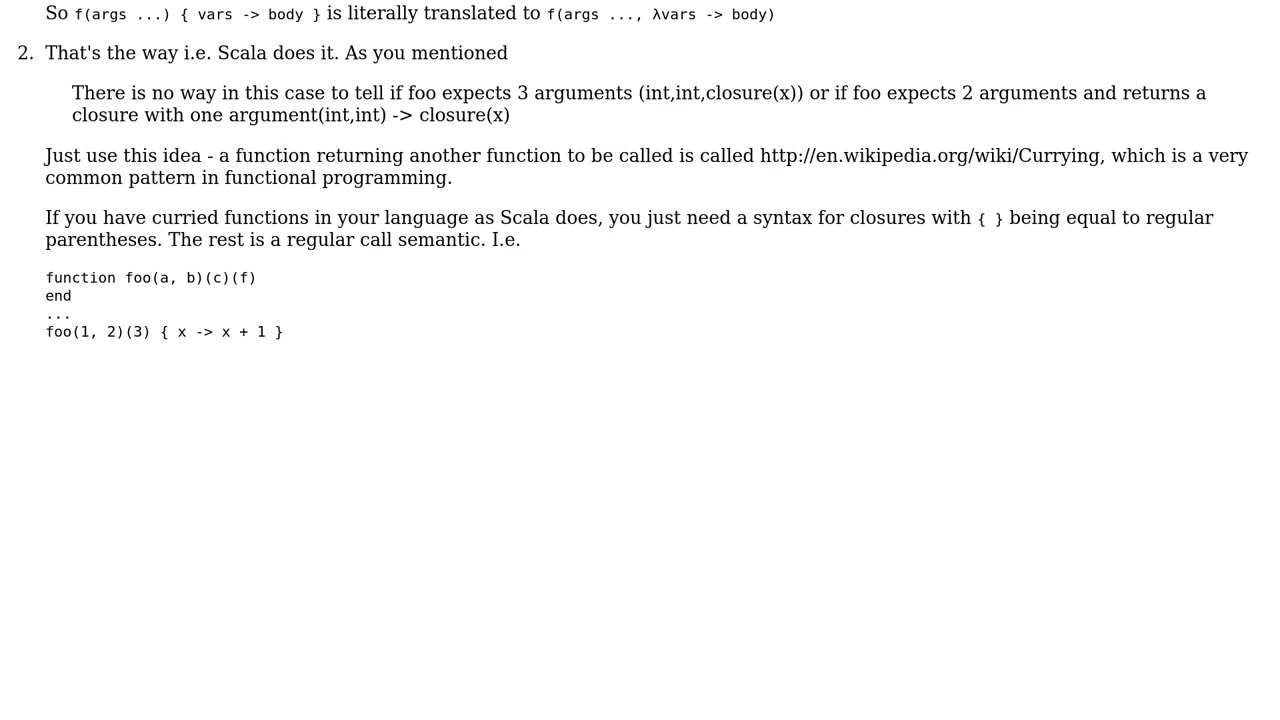 So f(args ...) { vars -> body } is literally translated to f(args ..., λvars -> body)
2. That's the way i.e. Scala does it. As you mentioned
There is no way in this case to tell if foo expects 3 arguments (int,int,closure(x)) or if foo expects 2 arguments and returns a
closure with one argument(int,int) -> closure(x)
Just use this idea - a function returning another function to be called is called http://en.wikipedia.org/wiki/Currying, which is a very
common pattern in functional programming.
If you have curried functions in your language as Scala does, you just need a syntax for closures with { } being equal to regular
parentheses. The rest is a regular call semantic. I.e.
function foo(a, b)(c)(f)
end
...
foo(1, 2)(3) { x -> x + 1 }